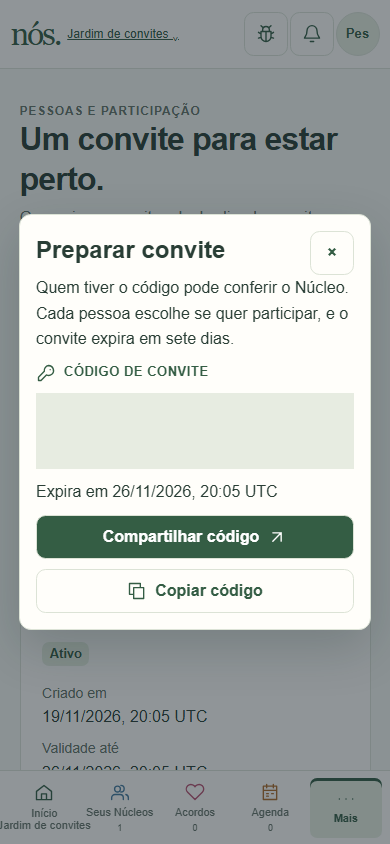 nós. Jardim de convites
Pes
PESSOAS E PARTICIPAÇÃO
Um convite para estar
perto.
Preparar convite
×
Quem tiver o código pode conferir o Núcleo.
Cada pessoa escolhe se quer participar, e o
convite expira em sete dias.
CÓDIGO DE CONVITE
Expira em 26/11/2026, 20:05 UTC
Compartilhar código
Copiar código
Ativo
Criado em
19/11/2026, 20:05 UTC
Validade até
Início
Jardim de convites
Seus Núcleos
1
Acordos
0
Agenda
0
...
Mais